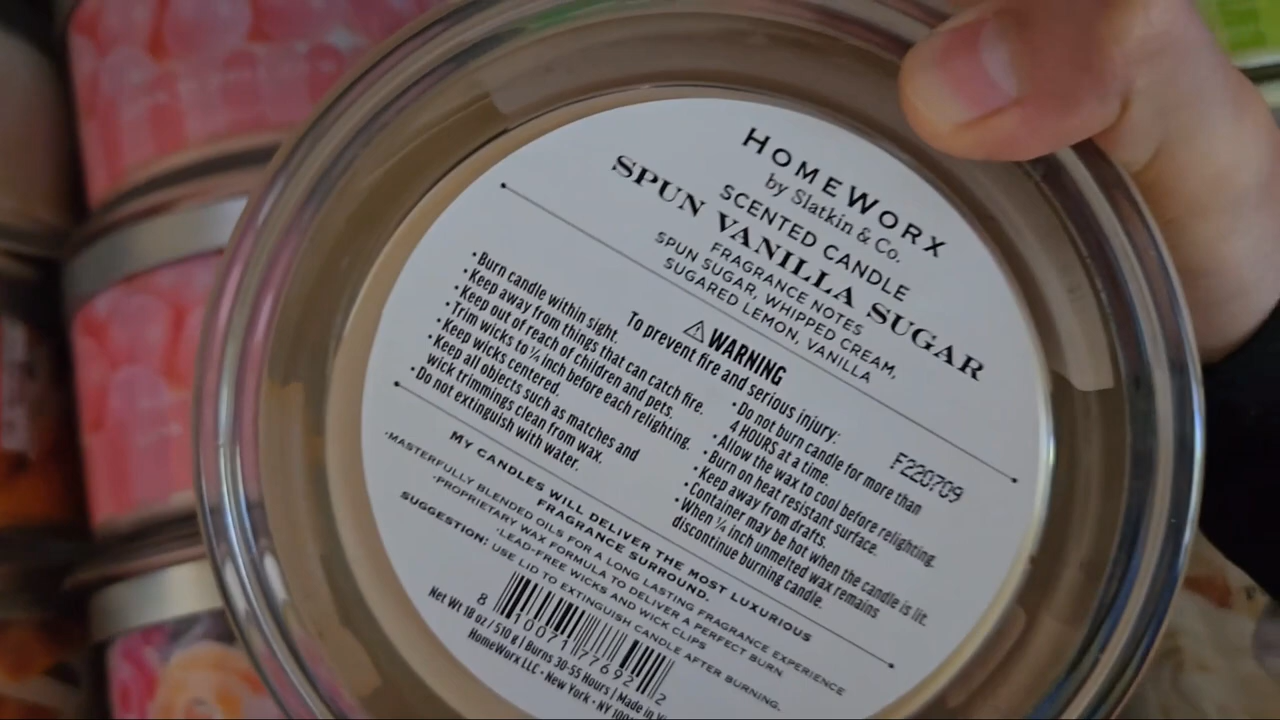 HOMEWORX
by Slatkin & Co.
SCENTED CANDLE
SPUN VANILLA SUGAR
FRAGRANCE NOTES
SPUN SUGAR, WHIPPED CREAM,
SUGARED LEMON, VANILLA
⚠ WARNING
To prevent fire and serious injury:
• Burn candle within sight.
• Keep away from things that can catch fire.
• Keep out of reach of children and pets.
• Trim wicks to ¼ inch before each relighting.
• Keep wicks centered.
• Keep all objects such as matches and
wick trimmings clean from wax.
• Do not extinguish with water.
• Do not burn candle for more than
4 HOURS at a time.
• Allow the wax to cool before relighting.
• Burn on heat resistant surface.
• Keep away from drafts.
• Container may be hot when the candle is lit.
• When ¼ inch unmelted wax remains
discontinue burning candle.
F220709
MY CANDLES WILL DELIVER THE MOST LUXURIOUS
FRAGRANCE SURROUND.
•MASTERFULLY BLENDED OILS FOR A LONG LASTING FRAGRANCE EXPERIENCE
•PROPRIETARY WAX FORMULA TO DELIVER A PERFECT BURN
•LEAD-FREE WICKS AND WICK CLIPS
SUGGESTION: USE LID TO EXTINGUISH CANDLE AFTER BURNING.
8 10071 77692 2
Net Wt 18 oz / 510 g | Burns 30-55 Hours | Made in
HomeWorx LLC • New York • NY